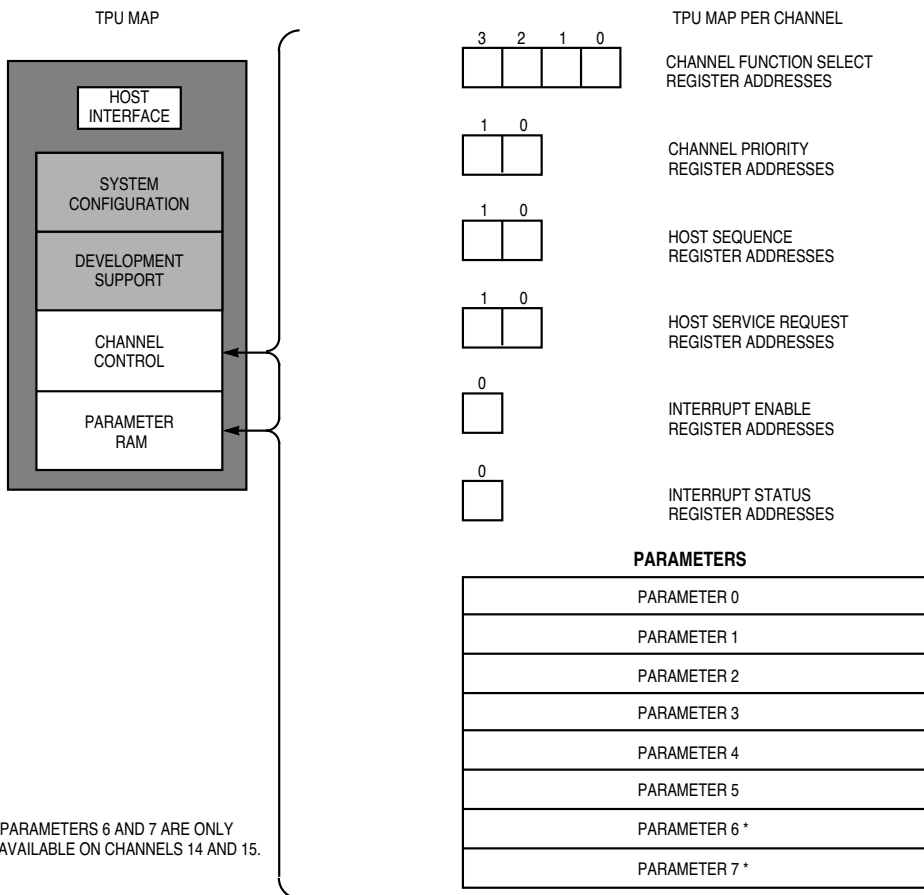 TPU MAP
HOST
INTERFACE
SYSTEM
CONFIGURATION
DEVELOPMENT
SUPPORT
CHANNEL
CONTROL
PARAMETER
RAM
PARAMETERS 6 AND 7 ARE ONLY
AVAILABLE ON CHANNELS 14 AND 15.
TPU MAP PER CHANNEL
3 2 1 0
CHANNEL FUNCTION SELECT
REGISTER ADDRESSES
1 0
CHANNEL PRIORITY
REGISTER ADDRESSES
1 0
HOST SEQUENCE
REGISTER ADDRESSES
1 0
HOST SERVICE REQUEST
REGISTER ADDRESSES
0
INTERRUPT ENABLE
REGISTER ADDRESSES
0
INTERRUPT STATUS
REGISTER ADDRESSES
PARAMETERS
PARAMETER 0
PARAMETER 1
PARAMETER 2
PARAMETER 3
PARAMETER 4
PARAMETER 5
PARAMETER 6 *
PARAMETER 7 *